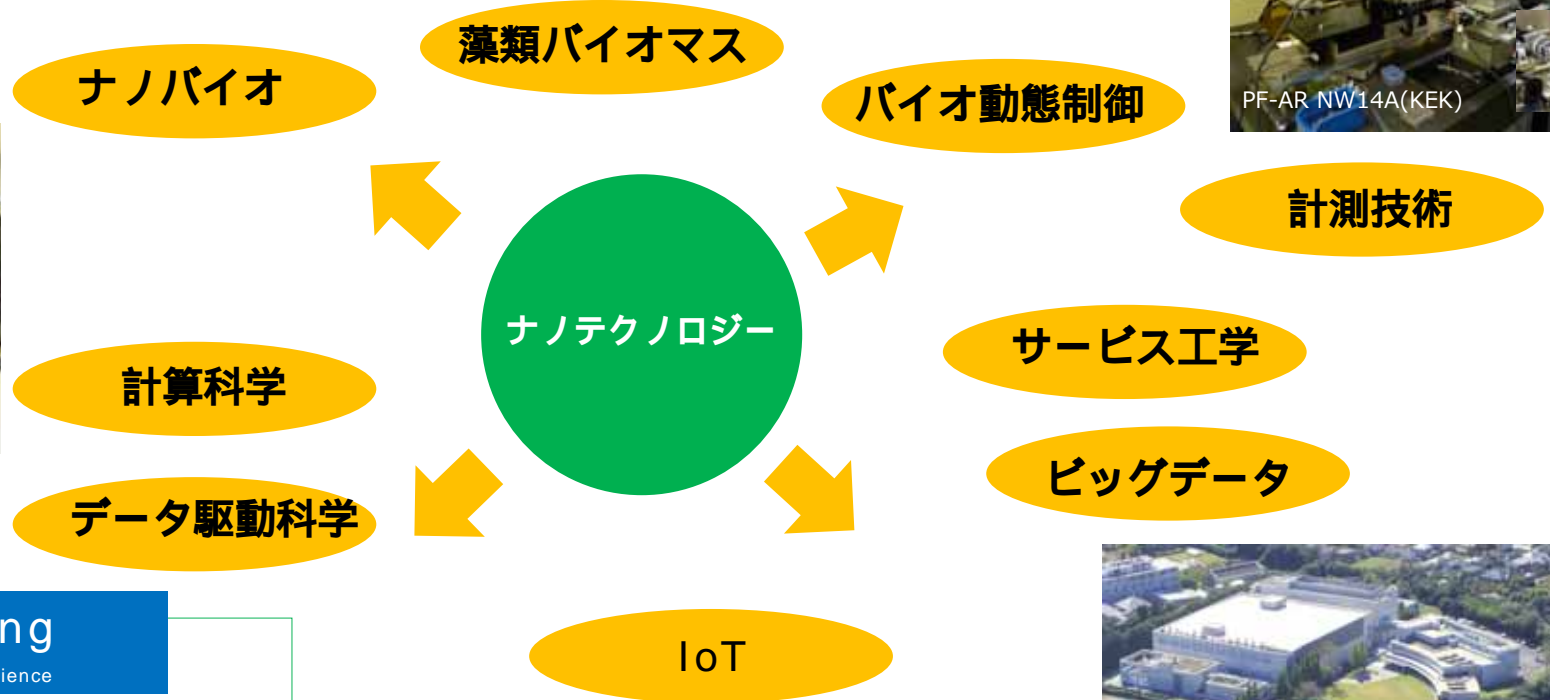 藻類バイオマス
ナノバイオ
バイオ動態制御
PF-AR NW14A(KEK)
計測技術
ナノテクノロジー
サービス工学
計算科学
ビッグデータ
データ駆動科学
ng
ience
IoT